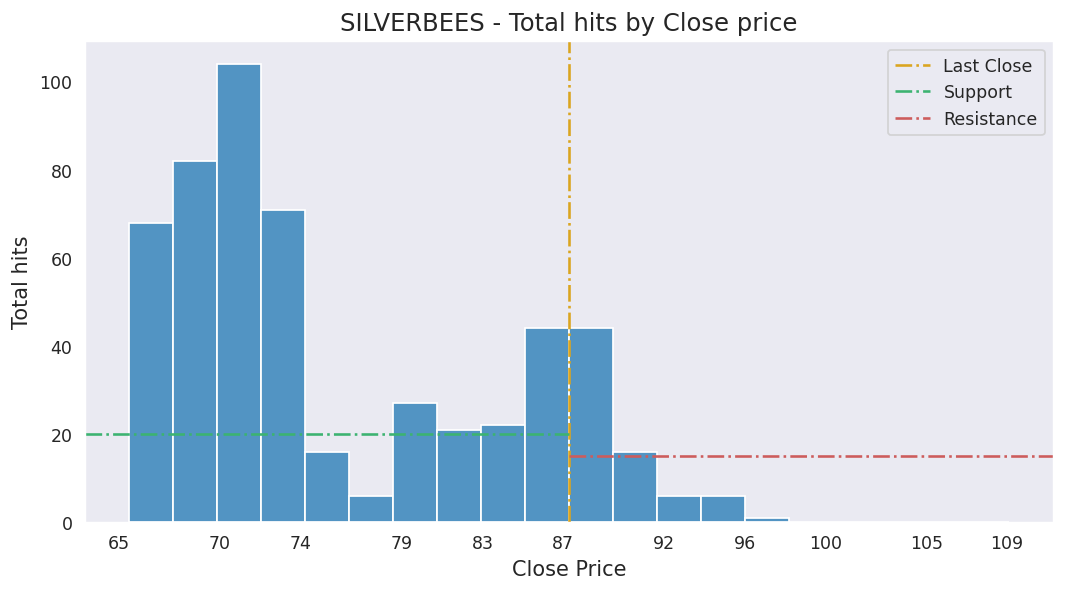 SILVERBEES - Total hits by Close price
Last Close
Support
Resistance
100
80
60
40
20
0
Total hits
65 70 74 79 83 87 92 96 100 105 109
Close Price